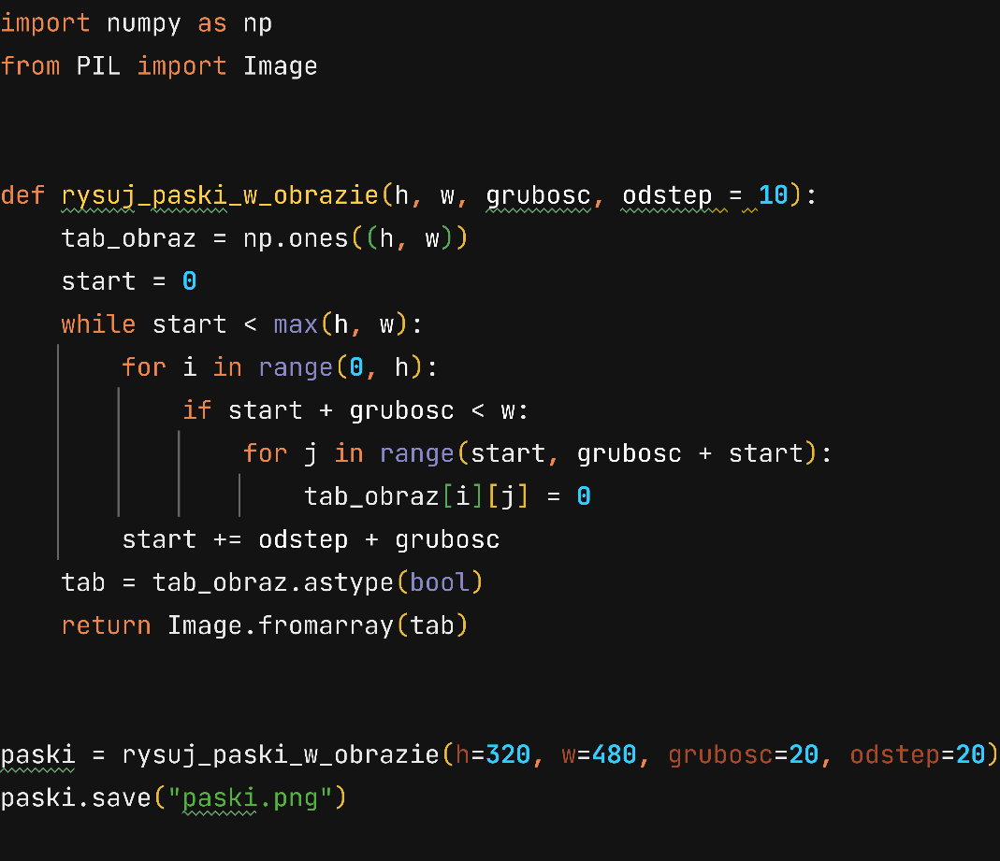 import numpy as np
from PIL import Image
def rysuj_paski_w_obrazie(h, w, grubosc, odstep = 10):
    tab_obraz = np.ones((h, w))
    start = 0
    while start < max(h, w):
        for i in range(0, h):
            if start + grubosc < w:
                for j in range(start, grubosc + start):
                    tab_obraz[i][j] = 0
        start += odstep + grubosc
    tab = tab_obraz.astype(bool)
    return Image.fromarray(tab)
paski = rysuj_paski_w_obrazie(h=320, w=480, grubosc=20, odstep=20)
paski.save("paski.png")